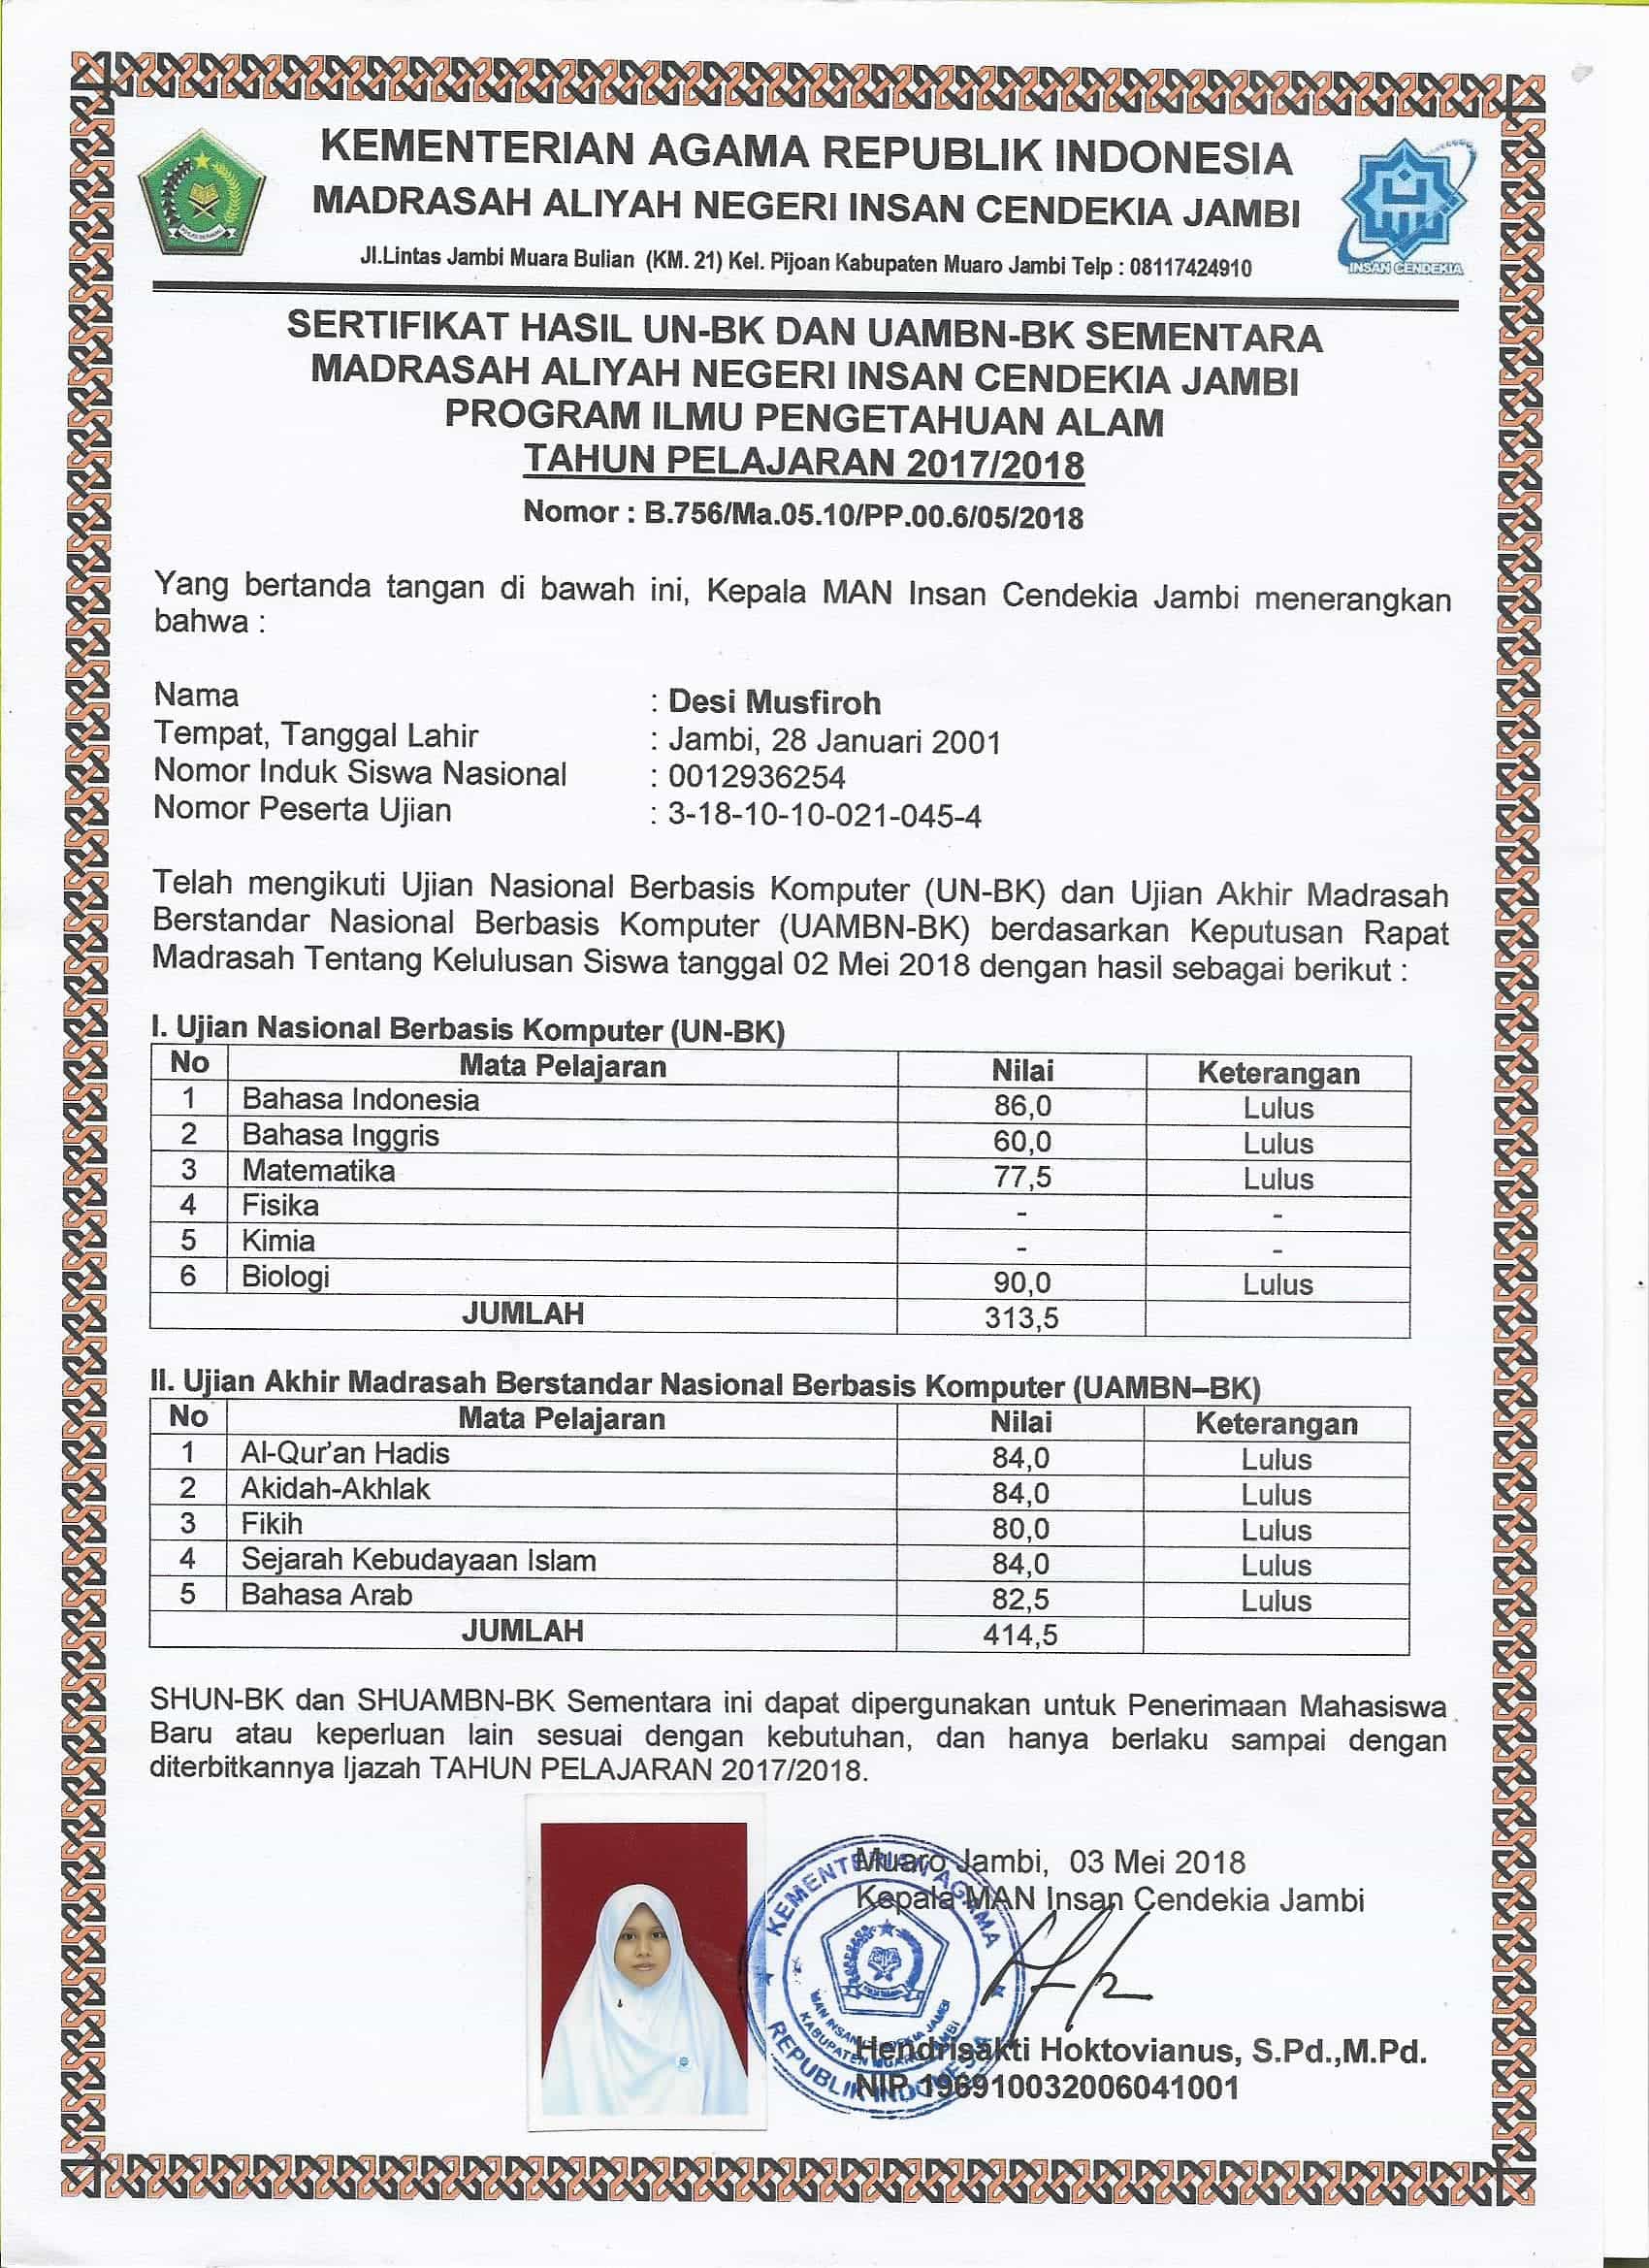 KEMENTERIAN AGAMA REPUBLIK INDONESIA
MADRASAH ALIYAH NEGERI INSAN CENDEKIA JAMBI
Jl.Lintas Jambi Muara Bulian (KM. 21) Kel. Pijoan Kabupaten Muaro Jambi Telp : 08117424910
INSAN CENDEKIA
SERTIFIKAT HASIL UN-BK DAN UAMBN-BK SEMENTARA
MADRASAH ALIYAH NEGERI INSAN CENDEKIA JAMBI
PROGRAM ILMU PENGETAHUAN ALAM
TAHUN PELAJARAN 2017/2018
Nomor : B.756/Ma.05.10/PP.00.6/05/2018
Yang bertanda tangan di bawah ini, Kepala MAN Insan Cendekia Jambi menerangkan
bahwa :
Nama : Desi Musfiroh
Tempat, Tanggal Lahir : Jambi, 28 Januari 2001
Nomor Induk Siswa Nasional : 0012936254
Nomor Peserta Ujian : 3-18-10-10-021-045-4
Telah mengikuti Ujian Nasional Berbasis Komputer (UN-BK) dan Ujian Akhir Madrasah
Berstandar Nasional Berbasis Komputer (UAMBN-BK) berdasarkan Keputusan Rapat
Madrasah Tentang Kelulusan Siswa tanggal 02 Mei 2018 dengan hasil sebagai berikut :
I. Ujian Nasional Berbasis Komputer (UN-BK)
No Mata Pelajaran Nilai Keterangan
1 Bahasa Indonesia 86,0 Lulus
2 Bahasa Inggris 60,0 Lulus
3 Matematika 77,5 Lulus
4 Fisika - -
5 Kimia - -
6 Biologi 90,0 Lulus
JUMLAH 313,5
II. Ujian Akhir Madrasah Berstandar Nasional Berbasis Komputer (UAMBN–BK)
No Mata Pelajaran Nilai Keterangan
1 Al-Qur'an Hadis 84,0 Lulus
2 Akidah-Akhlak 84,0 Lulus
3 Fikih 80,0 Lulus
4 Sejarah Kebudayaan Islam 84,0 Lulus
5 Bahasa Arab 82,5 Lulus
JUMLAH 414,5
SHUN-BK dan SHUAMBN-BK Sementara ini dapat dipergunakan untuk Penerimaan Mahasiswa
Baru atau keperluan lain sesuai dengan kebutuhan, dan hanya berlaku sampai dengan
diterbitkannya Ijazah TAHUN PELAJARAN 2017/2018.
Muaro Jambi, 03 Mei 2018
Kepala MAN Insan Cendekia Jambi
KEMENTERIAN AGAMA
MAN INSAN CENDEKIA JAMBI
KABUPATEN MUARO JAMBI
REPUBLIK INDONESIA
Hendrisakti Hoktovianus, S.Pd.,M.Pd.
NIP 196910032006041001